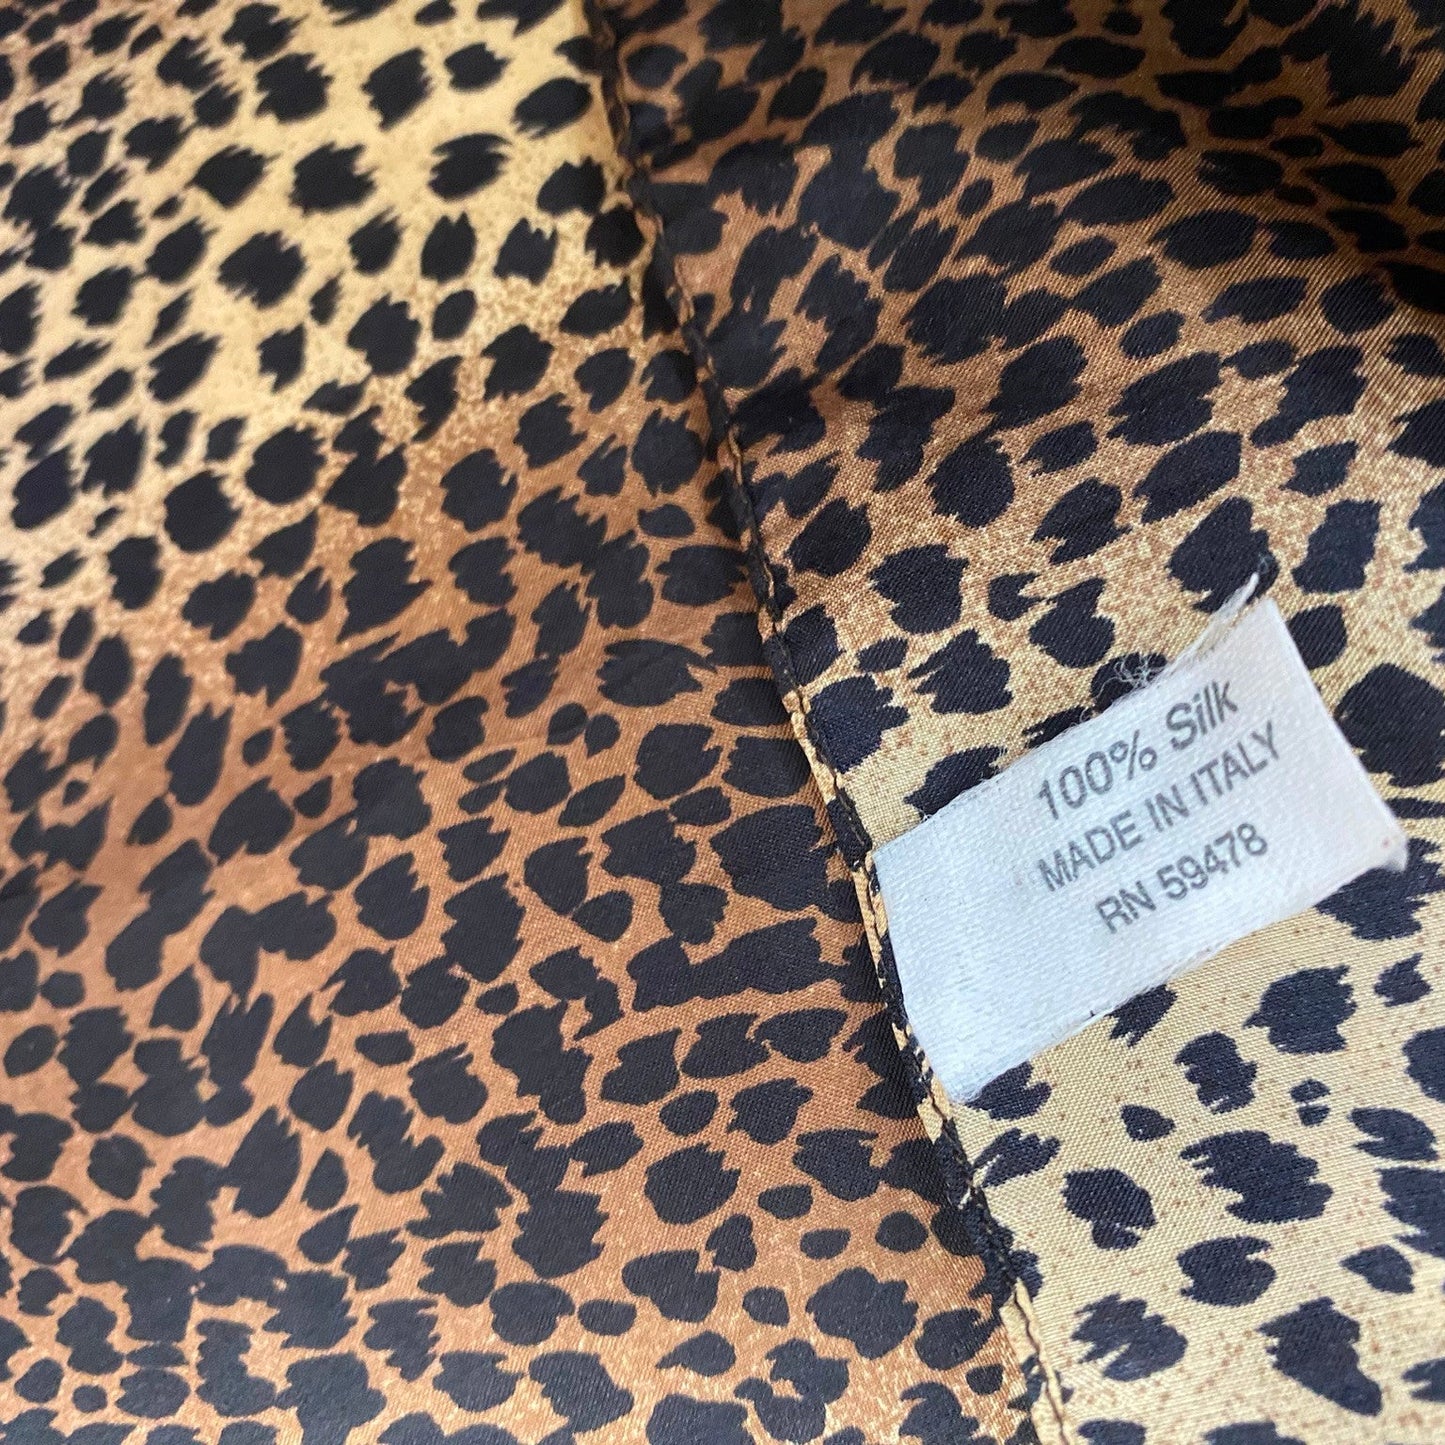 100% Silk
MADE IN ITALY
RN 59478